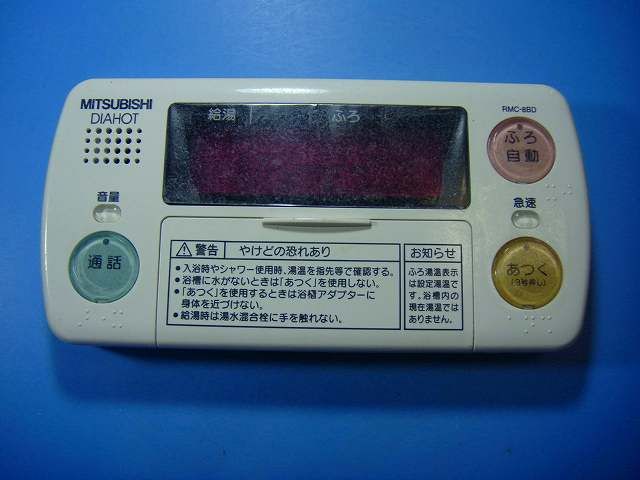 MITSUBISHI
DIAHOT
給湯
ふろ
RMC-8BD
ふろ
自動
音量
急速
通話
あつく
(3秒押し)
警告 やけどの恐れあり
•入浴時やシャワー使用時、湯温を指先等で確認する。
•浴槽に水がないときは「あつく」を使用しない。
•「あつく」を使用するときは浴槽アダプターに
身体を近づけない。
•給湯時は湯水混合栓に手を触れない。
お知らせ
ふろ湯温表示
は設定湯温で
す。浴槽内の
現在湯温では
ありません。